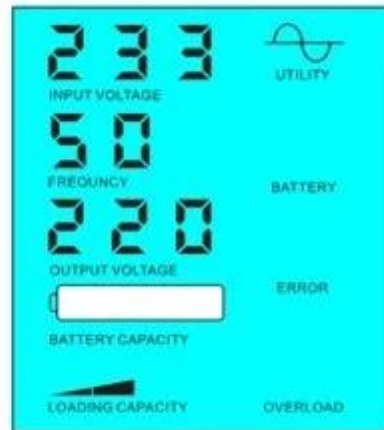 233
INPUT VOLTAGE
UTILITY
50
FREQUNCY
BATTERY
220
OUTPUT VOLTAGE
ERROR
BATTERY CAPACITY
LOADING CAPACITY
OVERLOAD